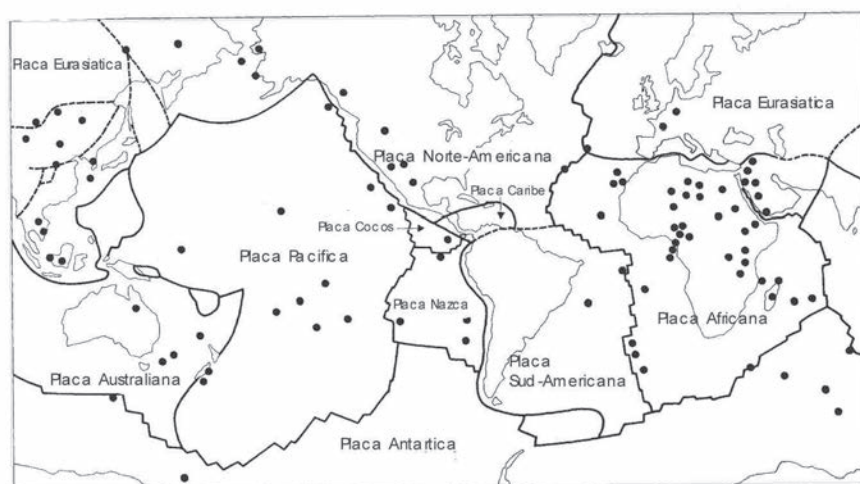 Placa Eurasiatica
Placa Eurasiatica
Placa Norte-Americana
Placa Caribe
Placa Cocos
Placa Pacifica
Placa Nazca
Placa Africana
Placa Australiana
Placa
Sud-Americana
Placa Antartica